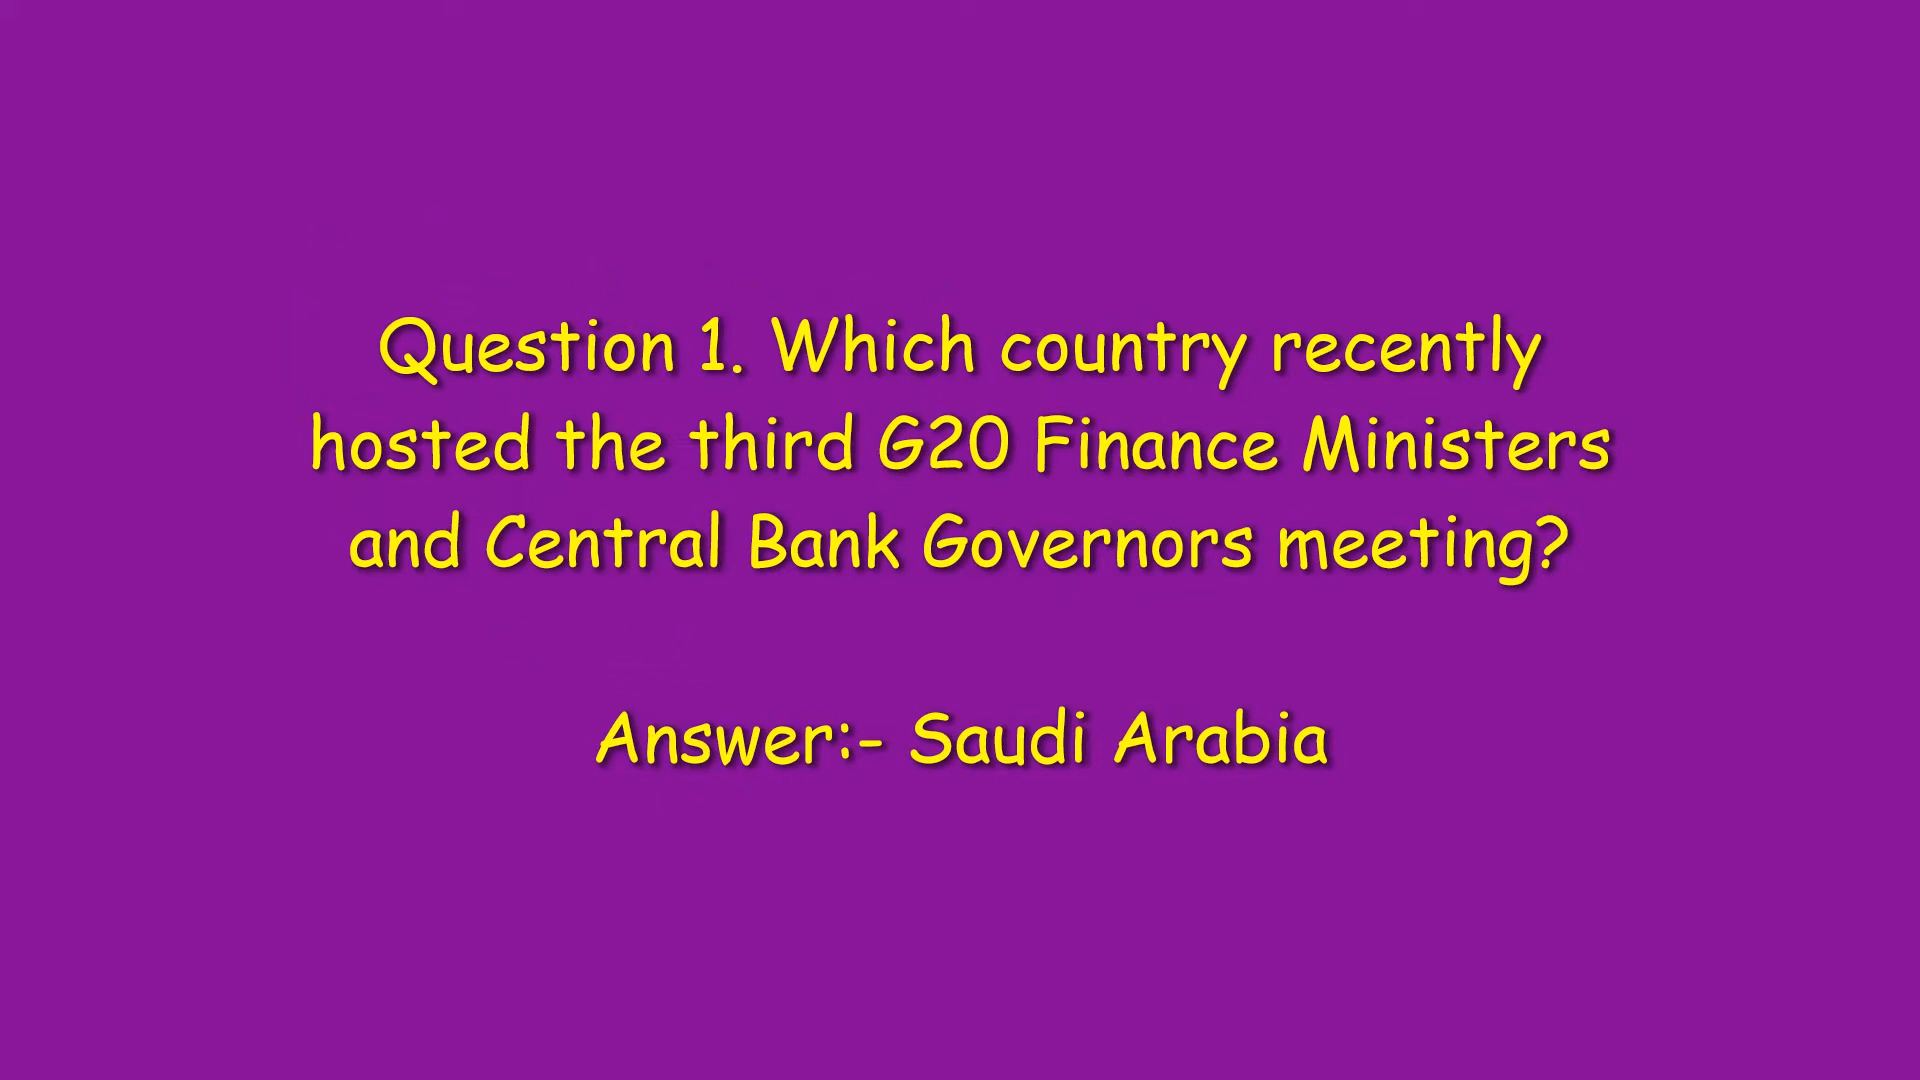 Question 1. Which country recently
hosted the third G20 Finance Ministers
and Central Bank Governors meeting?
Answer:- Saudi Arabia